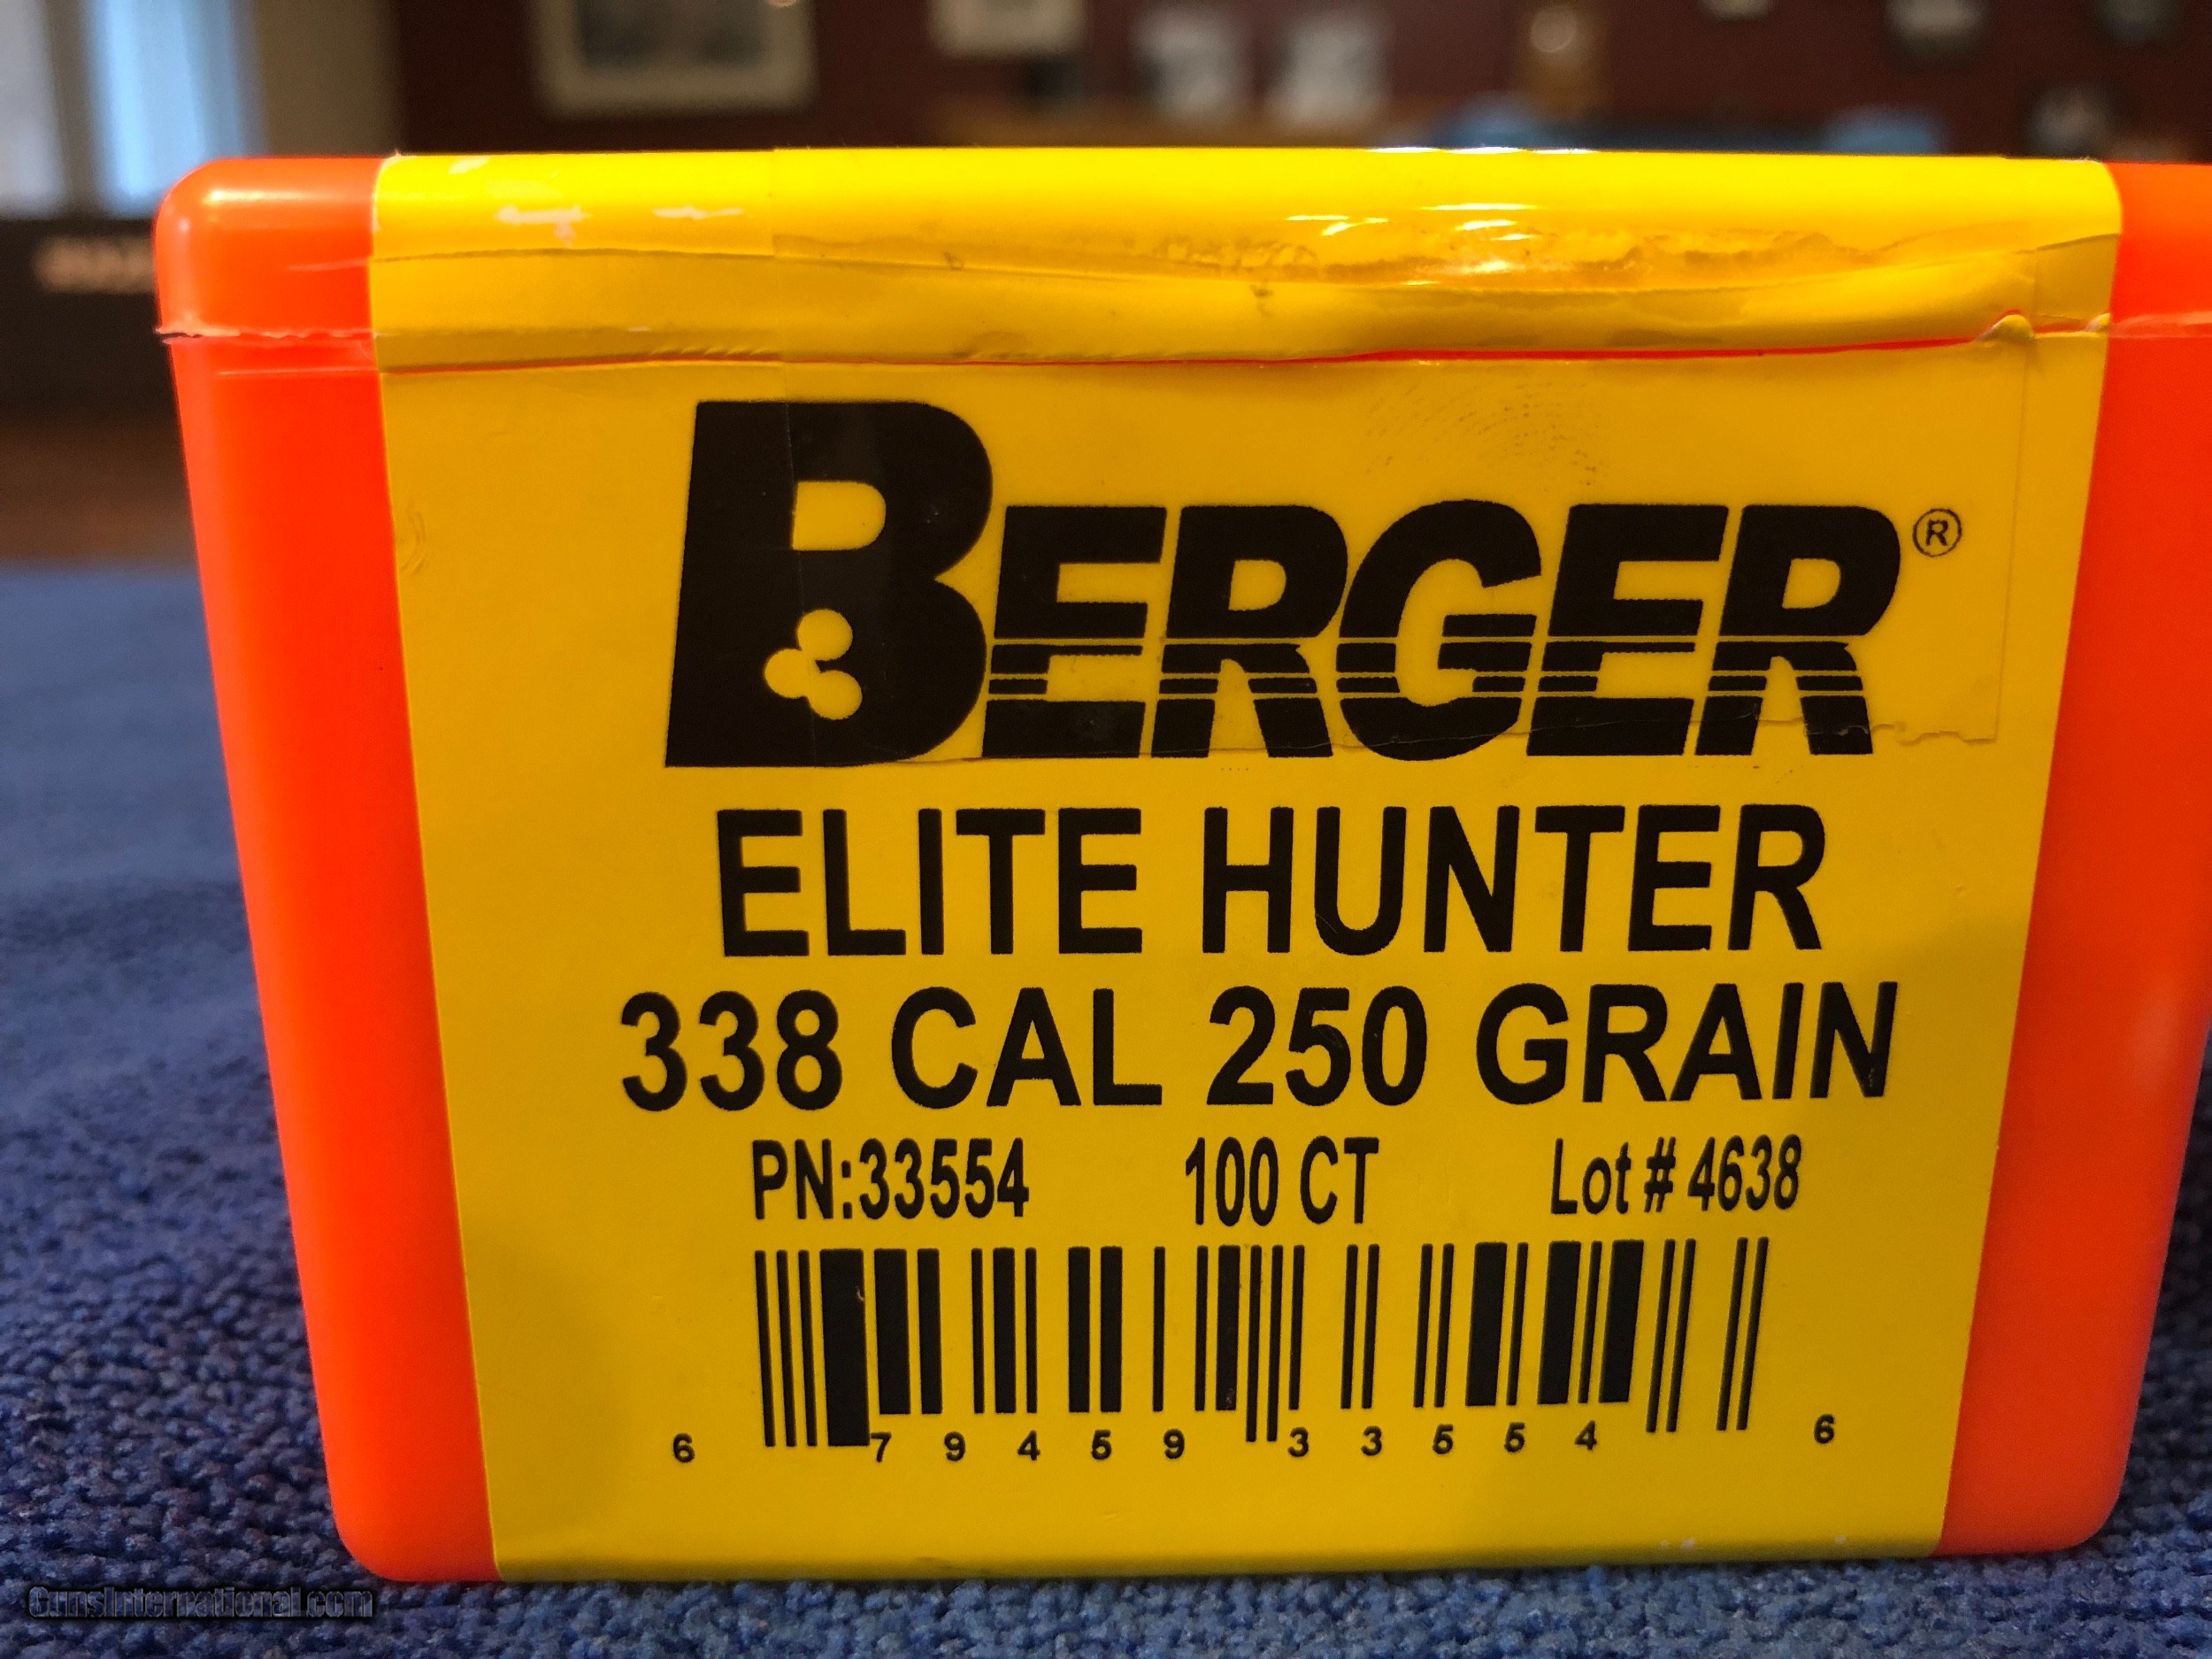 BERGER®
ELITE HUNTER
338 CAL 250 GRAIN
PN:33554 100 CT Lot # 4638
6 79459 33554 6
GunsInternational.com